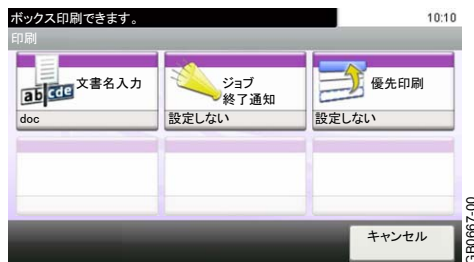 ボックス印刷できます。
10:10
印刷
abcde
文書名入力
doc
ジョブ
終了通知
設定しない
優先印刷
設定しない
キャンセル
GB0667-00